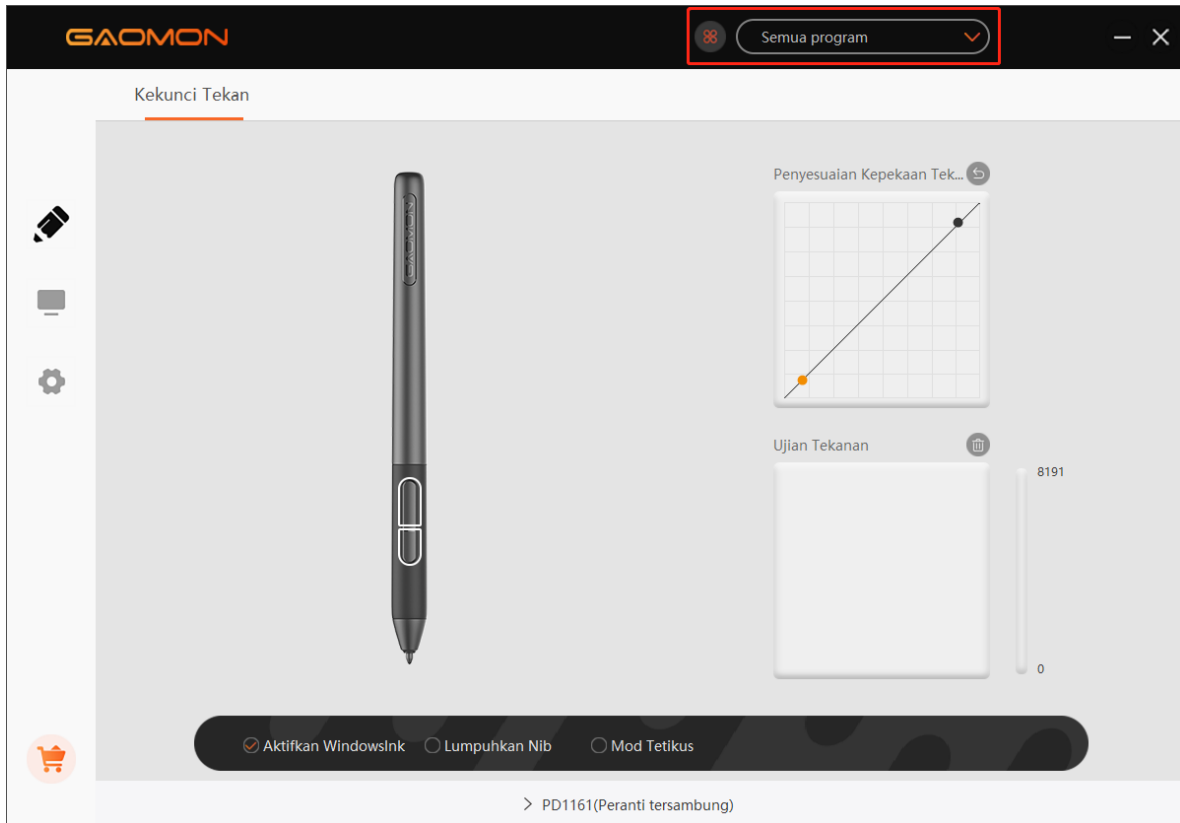 GAOMON
Semua program
Kekunci Tekan
Penyesuaian Kepekaan Tek...
GAOMON
Ujian Tekanan
8191
0
Aktifkan WindowsInk
Lumpuhkan Nib
Mod Tetikus
PD1161(Peranti tersambung)